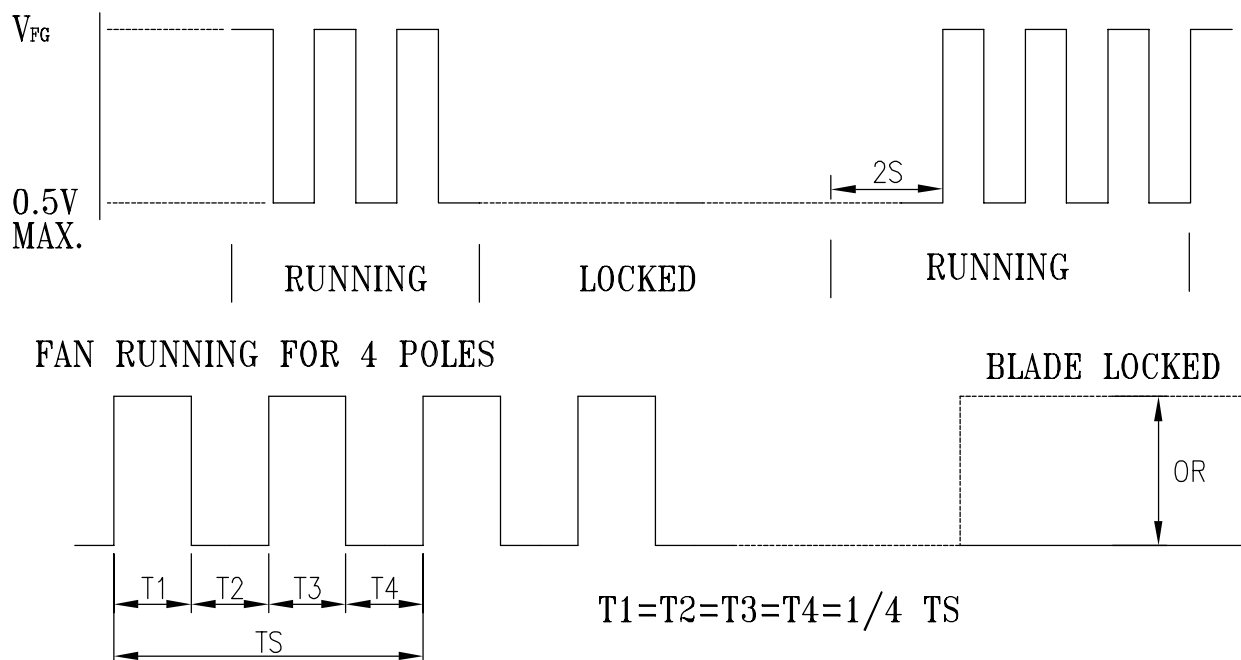 VFG
2S
0.5V
MAX.
RUNNING
LOCKED
RUNNING
FAN RUNNING FOR 4 POLES
BLADE LOCKED
OR
T1
T2
T3
T4
T1=T2=T3=T4=1/4 TS
TS